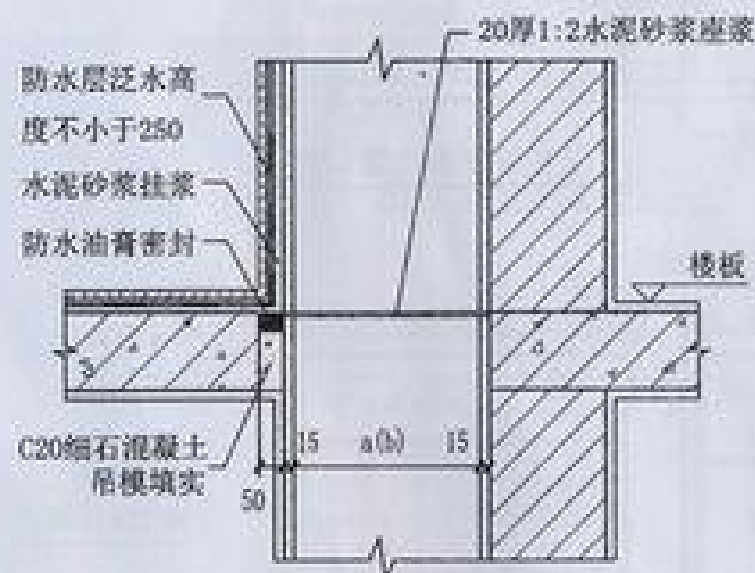 20厚1:2水泥砂浆座浆
防水层泛水高
度不小于250
水泥砂浆挂浆
防水油膏密封
楼板
C20细石混凝土
吊模填实
15 a(b) 15
50